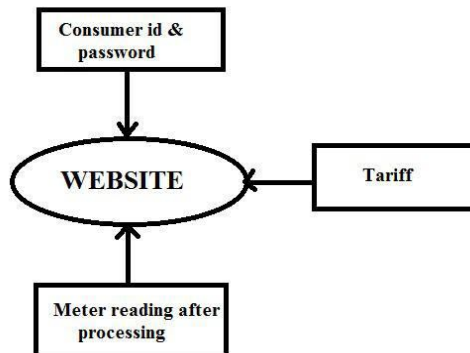 Consumer id &
password
WEBSITE
Tariff
Meter reading after
processing